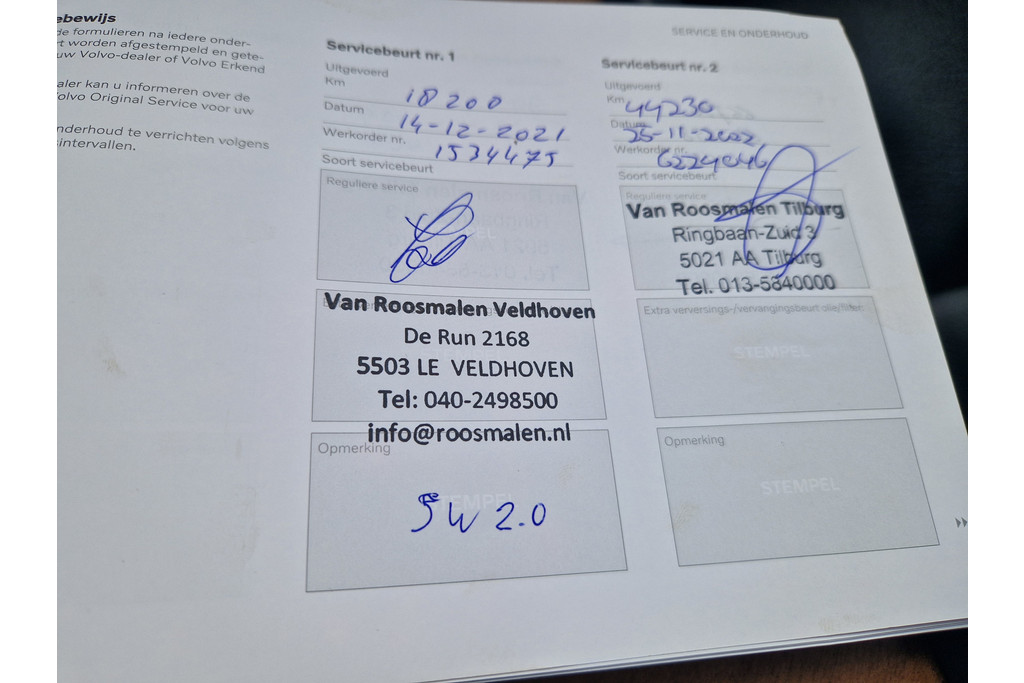 ebewijs
de formulieren na iedere onder-
t worden afgestempeld en gete-
uw Volvo-dealer of Volvo Erkend
aler kan u informeren over de
olvo Original Service voor uw
nderhoud te verrichten volgens
intervallen.
SERVICE EN ONDERHOUD
Servicebeurt nr. 1
Uitgevoerd
Km 18200
Datum 14-12-2021
Werkorder nr. 1534475
Soort servicebeurt
Reguliere service
Van Roosmalen Veldhoven
De Run 2168
5503 LE VELDHOVEN
Tel: 040-2498500
info@roosmalen.nl
Opmerking
STEMPEL
SW 2.0
Servicebeurt nr. 2
Uitgevoerd
Km 44230
Datum 25-11-2022
Werkorder nr.
Soort servicebeurt
Reguliere service
Van Roosmalen Tilburg
Ringbaan-Zuid 3
5021 AA Tilburg
Tel. 013-5840000
Extra verversings-/vervangingsbeurt olie/filter:
STEMPEL
Opmerking
STEMPEL